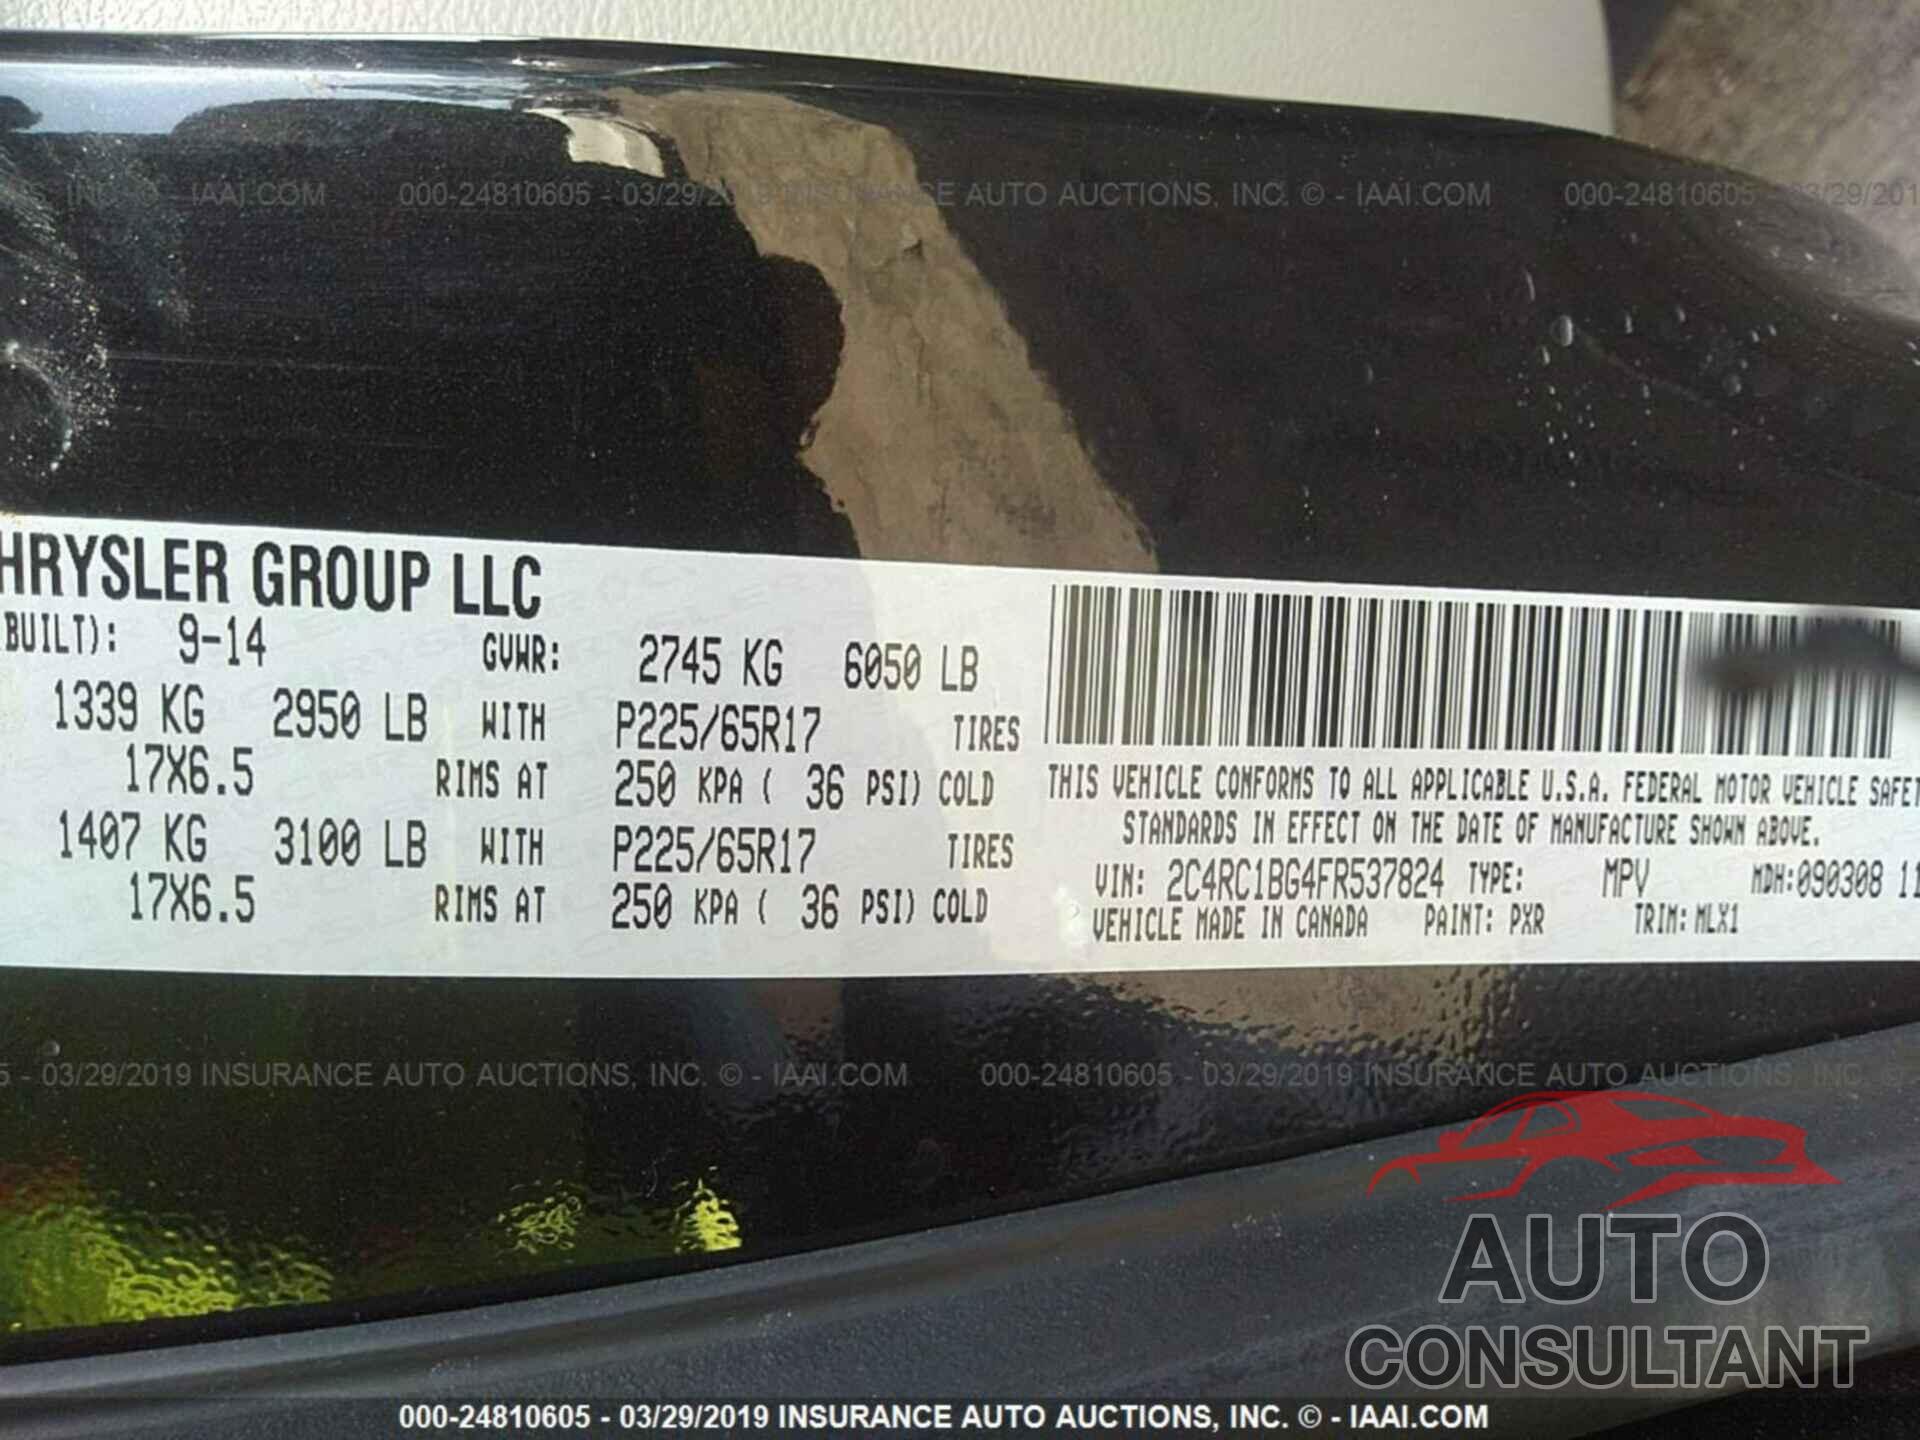 INC. © - IAAI.COM 000-24810605 - 03/29/2019 INSURANCE AUTO AUCTIONS, INC. © - IAAI.COM 000-24810605 - 03/29/201
HRYSLER GROUP LLC
BUILT): 9-14 GVWR: 2745 KG 6050 LB
1339 KG 2950 LB WITH P225/65R17 TIRES
17X6.5 RIMS AT 250 KPA ( 36 PSI) COLD
1407 KG 3100 LB WITH P225/65R17 TIRES
17X6.5 RIMS AT 250 KPA ( 36 PSI) COLD
THIS VEHICLE CONFORMS TO ALL APPLICABLE U.S.A. FEDERAL MOTOR VEHICLE SAFET
STANDARDS IN EFFECT ON THE DATE OF MANUFACTURE SHOWN ABOVE.
VIN: 2C4RC1BG4FR537824 TYPE: MPV MDH:090308 11
VEHICLE MADE IN CANADA PAINT: PXR TRIM: MLX1
5 - 03/29/2019 INSURANCE AUTO AUCTIONS, INC. © - IAAI.COM 000-24810605 - 03/29/2019 INSURANCE AUTO AUCTIONS, INC. ©
AUTO
CONSULTANT
000-24810605 - 03/29/2019 INSURANCE AUTO AUCTIONS, INC. © - IAAI.COM